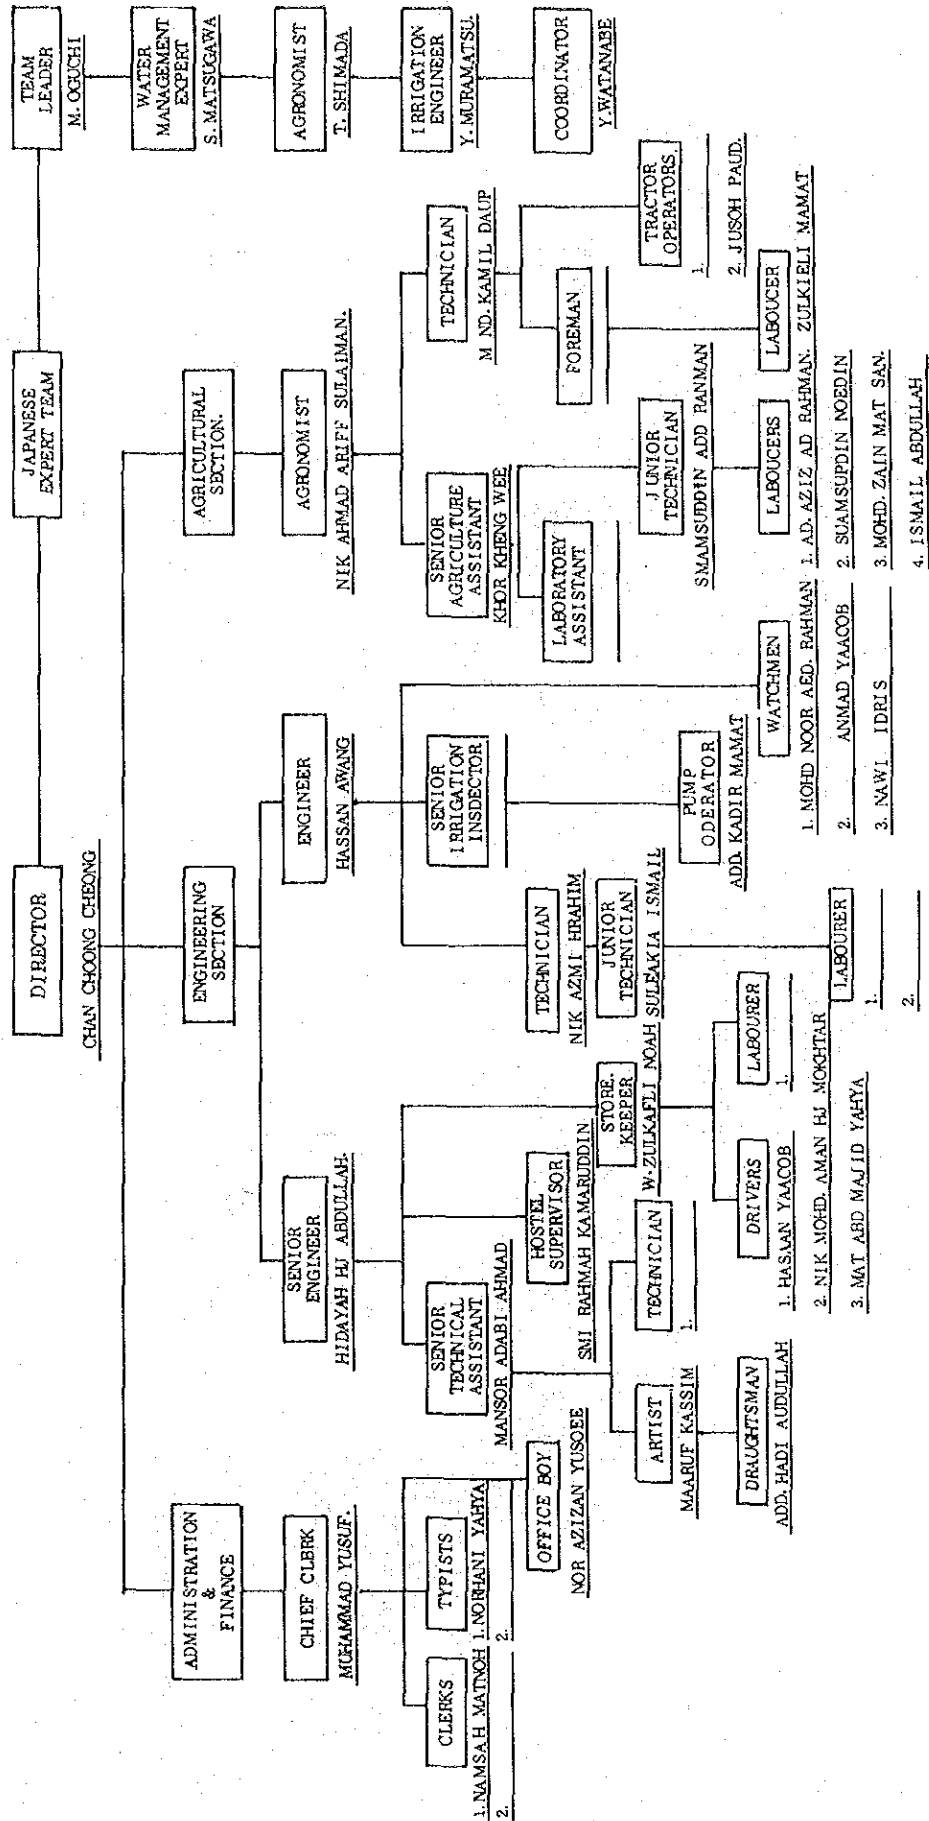 DIRECTOR
CHAN CHOONG CHEONG
JAPANESE
EXPERT TEAM
TEAM
LEADER
M. OGUCHI
WATER
MANAGEMENT
EXPERT
S. MATSUGAWA
AGRONOMIST
T. SHIMADA
IRRIGATION
ENGINEER
Y. MURAMATSU.
COORDINATOR
Y.WATANABE
ADMINISTRATION
&
FINANCE
CHIEF CLBRK
MUHAMMAD YUSUF.
CLERKS
1.NAMSAH MATNOH
2.
TYPISTS
1.NORHANI YAHYA
2.
OFFICE BOY
NOR AZIZAN YUSOEE
ENGINEERING
SECTION
SENIOR
ENGINEER
HIDAYAH HJ ABDULLAH.
SENIOR
TECHNICAL
ASSISTANT
MANSOR ADABI AHMAD
ARTIST
MAARUF KASSIM
DRAUGHTSMAN
ADD.HADI AUDULLAH
TECHNICIAN
1.
HOSTEL
SUPERVISOR
SMI RAHMAH KAMARUDDIN
STORE.
KEEPER
W-ZULKAFLI NOAH
DRIVERS
1. HASAAN YAACOB
2. NIK MOHD. AMAN HJ MOKHTAR
3. MAT ABD MAJID YAHYA
LABOURER
1.
ENGINEER
HASSAN AWANG
TECHNICIAN
NIK AZMI HRAHIM
JUNIOR
TECHNICIAN
SULEAKIA ISMAIL
LABOURER
1.
2.
SENIOR
IRRIGATION
INSDECTOR
PUMP
ODERATOR
ADD. KADIR MAMAT
WATCHMEN
1. MOHD NOOR AED. RAHMAN
2. ANMAD YAACOB
3. NAWI IDRIS
AGRICULTURAL
SECTION.
AGRONOMIST
NIK AHMAD ARIFF SULAIMAN.
SENIOR
AGRICULTURE
ASSISTANT
KHOR KHENG WEE
LABORATORY
ASSISTANT
JUNIOR
TECHNICIAN
SMAMSUDDIN ADD RANMAN
LABOUCERS
1. AD. AZIZ AD RAHMAN.
2. SUAMSUPDIN NOEDIN
3. MOHD. ZAIN MAT SAN.
4. ISMAIL ABDULLAH
TECHNICIAN
M ND. KAMIL DAUP
FOREMAN
LABOUCER
ZULKIELI MAMAT
TRACTOR
OPERATORS.
1.
2. JUSOH PAUD.